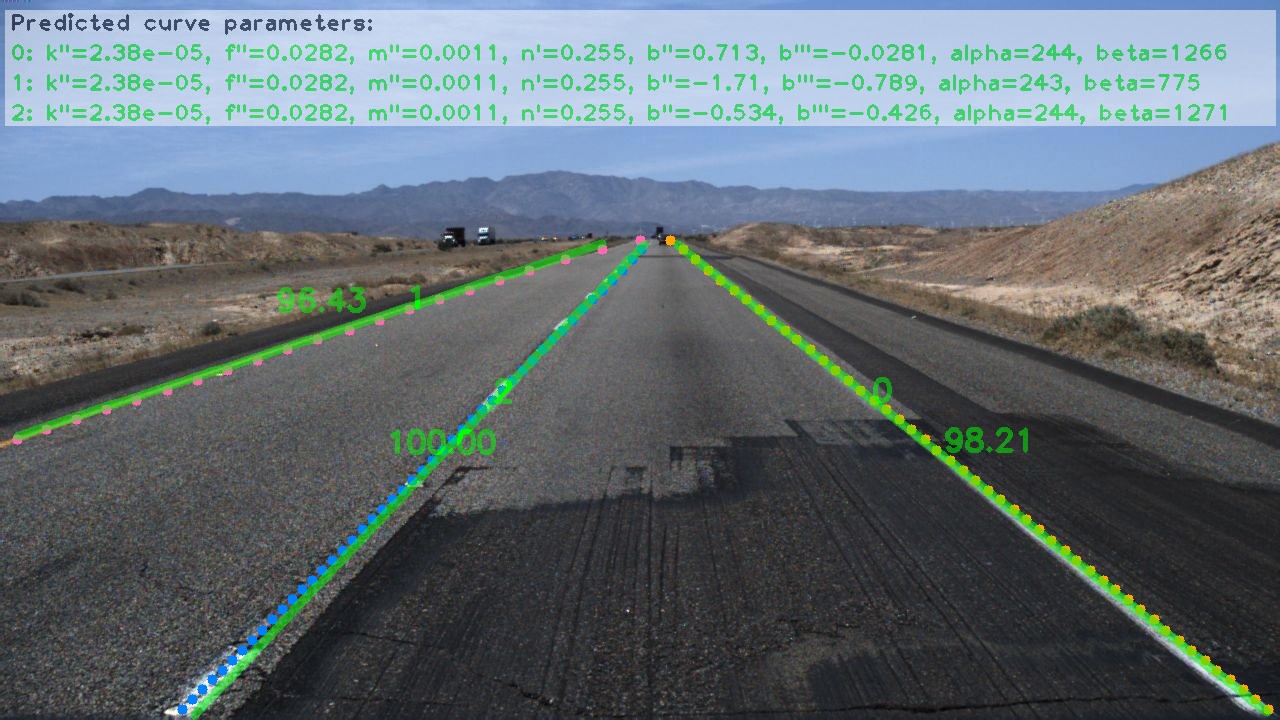 Predicted curve parameters:
0: k''=2.38e-05, f''=0.0282, m''=0.0011, n'=0.255, b''=0.713, b'''=-0.0281, alpha=244, beta=1266
1: k''=2.38e-05, f''=0.0282, m''=0.0011, n'=0.255, b''=-1.71, b'''=-0.789, alpha=243, beta=775
2: k''=2.38e-05, f''=0.0282, m''=0.0011, n'=0.255, b''=-0.534, b'''=-0.426, alpha=244, beta=1271
96.43 1
2 0
100.00 98.21